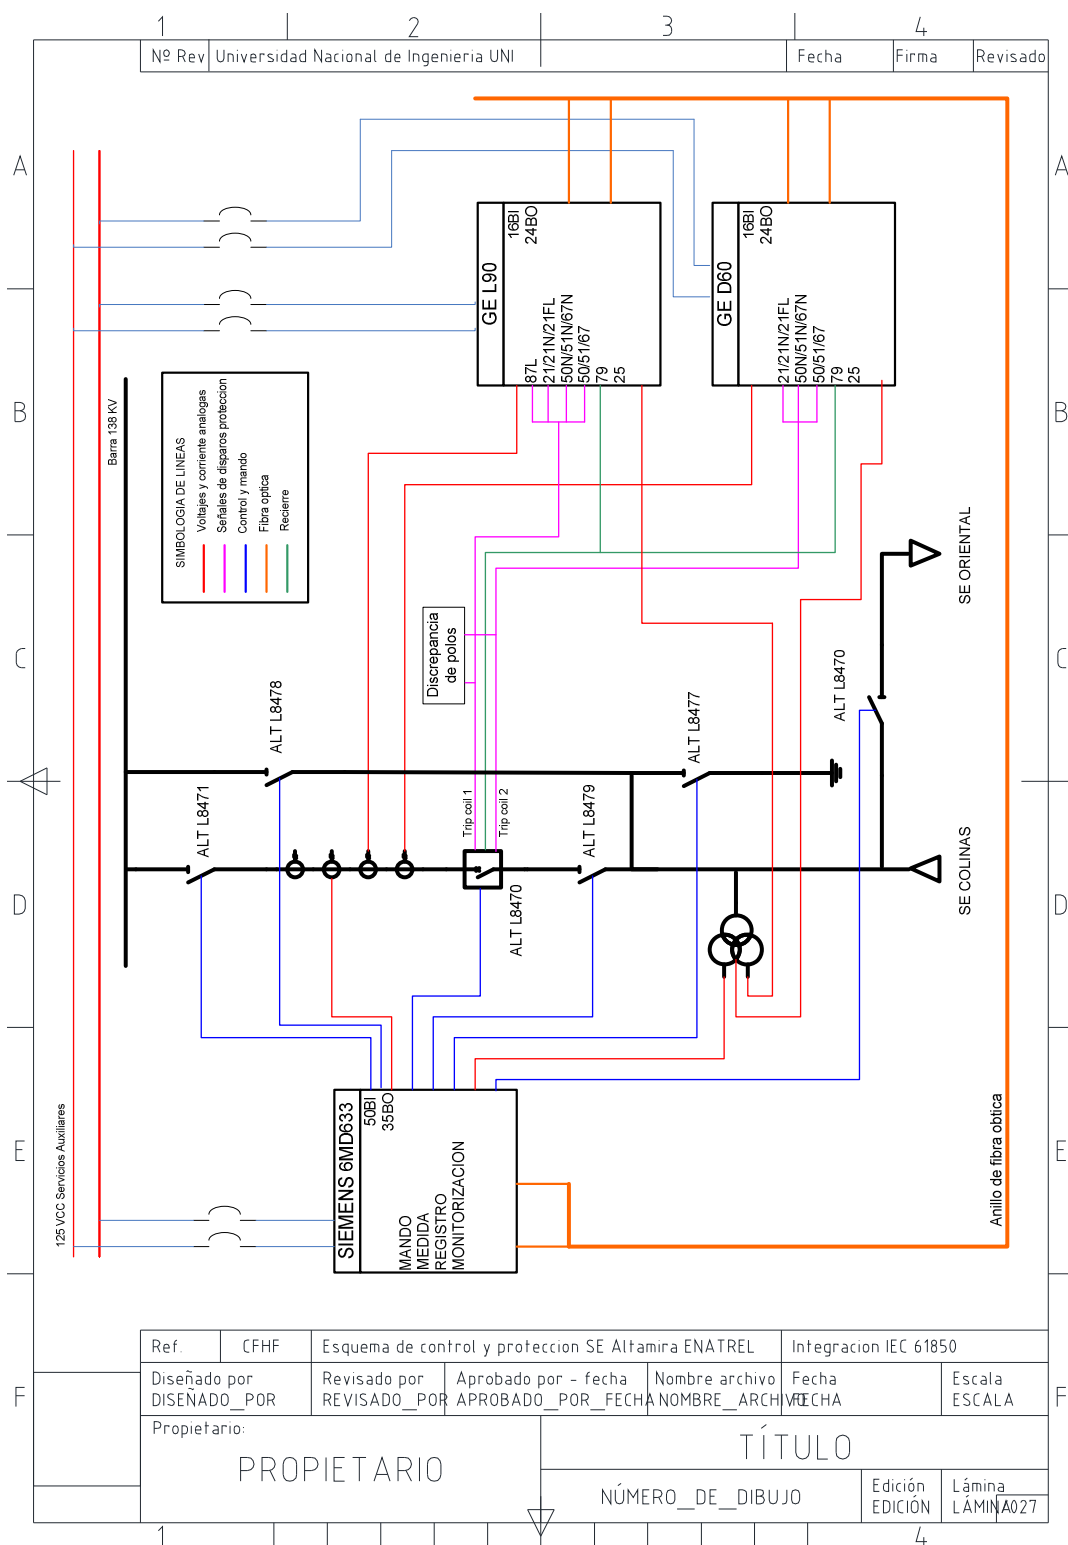 1 2 3 4
Nº Rev Universidad Nacional de Ingenieria UNI Fecha Firma Revisado
A A
B B
C C
D D
E E
F F
16BI
24BO
GE L90
87L
21/21N/21FL
50N/51N/67N
50/51/67
79
25
16BI
24BO
GE D60
21/21N/21FL
50N/51N/67N
50/51/67
79
25
Barra 138 KV
SIMBOLOGIA DE LINEAS
Voltajes y corriente analogas
Señales de disparos proteccion
Control y mando
Fibra optica
Recierre
Discrepancia
de polos
SE ORIENTAL
ALT L8478
ALT L8477
ALT L8470
ALT L8471
Trip coil 1
Trip coil 2
ALT L8479
ALT L8470
SE COLINAS
125 VCC Servicios Auxiliares
SIEMENS 6MD633
50BI
35BO
MANDO
MEDIDA
REGISTRO
MONITORIZACION
Anillo de fibra obtica
Ref. CFHF Esquema de control y proteccion SE Altamira ENATREL Integracion IEC 61850
Diseñado por Revisado por Aprobado por - fecha Nombre archivo Fecha Escala
DISEÑADO_POR REVISADO_POR APROBADO_POR_FECHA NOMBRE_ARCHIVO FECHA ESCALA
Propietario:
PROPIETARIO
TÍTULO
NÚMERO_DE_DIBUJO
Edición Lámina
EDICIÓN LÁMINA 027
1 4